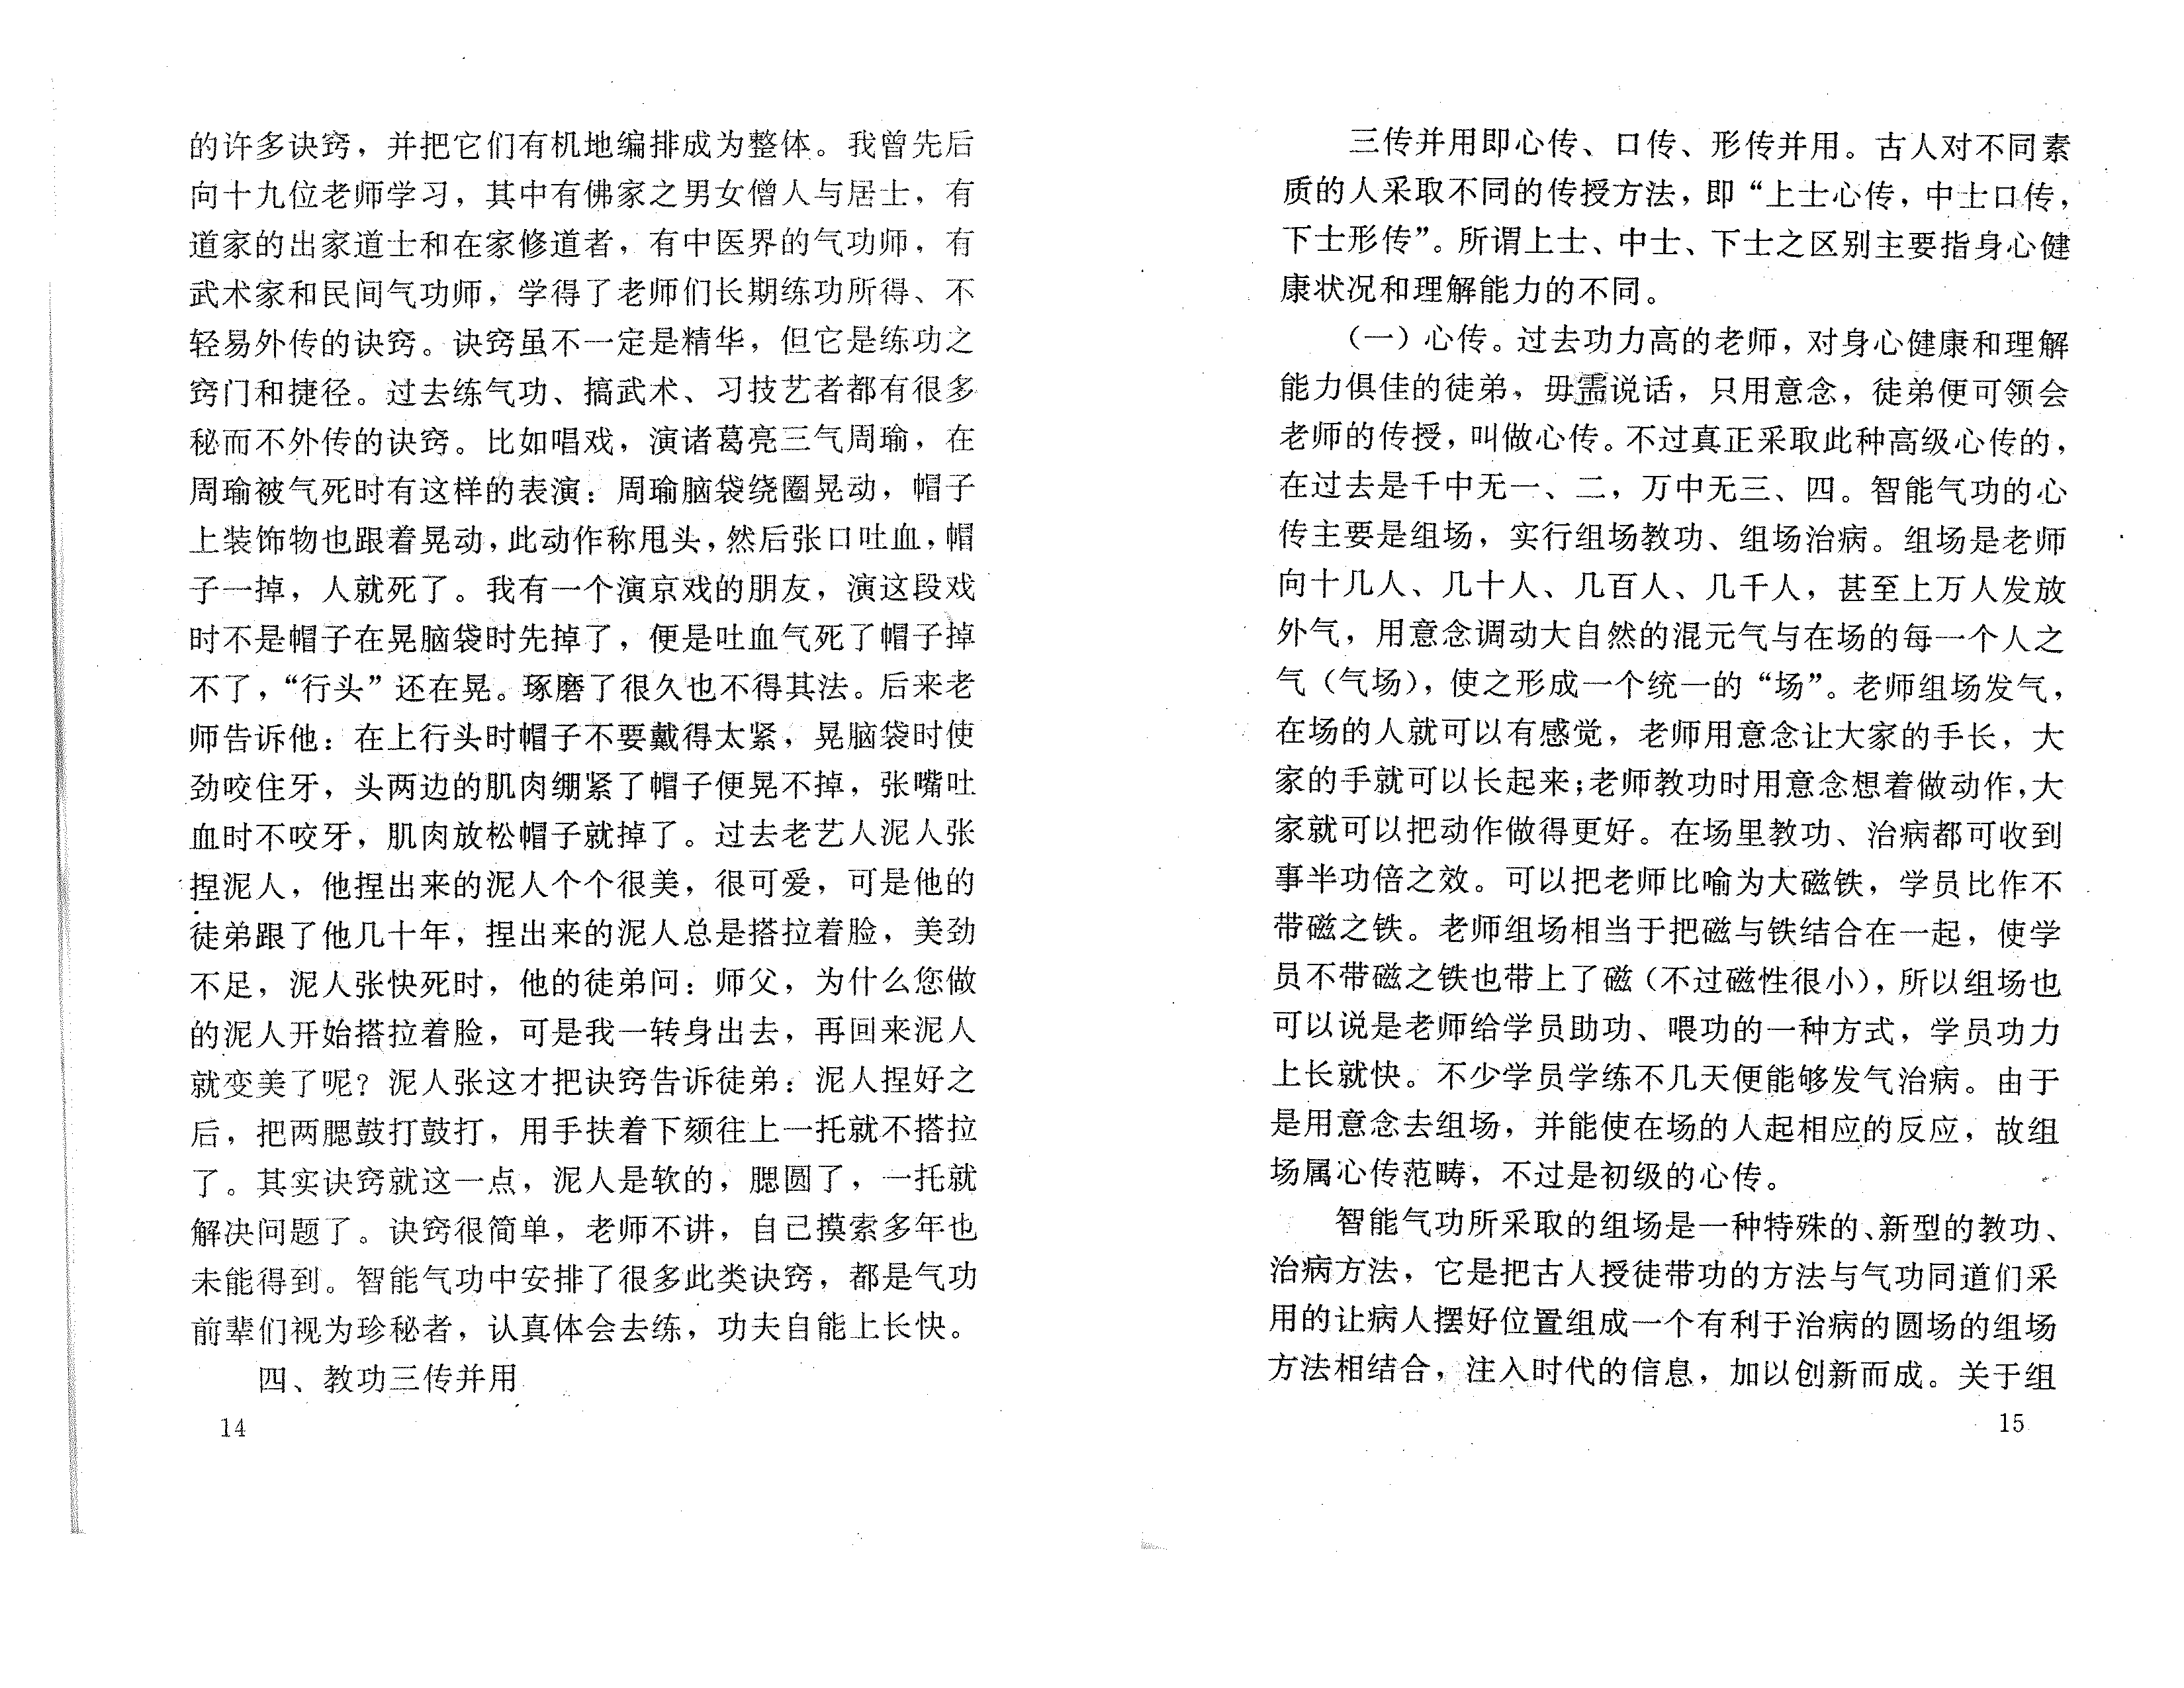 的许多诀窍，并把它们有机地编排成为整体。我曾先后
向十九位老师学习，其中有佛家之男女僧人与居士，有
道家的出家道士和在家修道者，有中医界的气功师，有
武术家和民间气功师，学得了老师们长期练功所得、不
轻易外传的诀窍。诀窍虽不一定是精华，但它是练功之
窍门和捷径。过去练气功、搞武术、习技艺者都有很多
秘而不外传的诀窍。比如唱戏，演诸葛亮三气周瑜，在
周瑜被气死时有这样的表演：周瑜脑袋绕圈晃动，帽子
上装饰物也跟着晃动，此动作称甩头，然后张口吐血，帽
子一掉，人就死了。我有一个演京戏的朋友，演这段戏
时不是帽子在晃脑袋时先掉了，便是吐血气死了帽子掉
不了，“行头”还在晃。琢磨了很久也不得其法。后来老
师告诉他：在上行头时帽子不要戴得太紧，晃脑袋时使
劲咬住牙，头两边的肌肉绷紧了帽子便晃不掉，张嘴吐
血时不咬牙，肌肉放松帽子就掉了。过去老艺人泥人张
捏泥人，他捏出来的泥人个个很美，很可爱，可是他的
徒弟跟了他几十年，捏出来的泥人总是搭拉着脸，美劲
不足，泥人张快死时，他的徒弟问：师父，为什么您做
的泥人开始搭拉着脸，可是我一转身出去，再回来泥人
就变美了呢？泥人张这才把诀窍告诉徒弟：泥人捏好之
后，把两腮鼓打鼓打，用手扶着下颏往上一托就不搭拉
了。其实诀窍就这一点，泥人是软的，腮圆了，一托就
解决问题了。诀窍很简单，老师不讲，自己摸索多年也
未能得到。智能气功中安排了很多此类诀窍，都是气功
前辈们视为珍秘者，认真体会去练，功夫自能上长快。
四、教功三传并用
14
三传并用即心传、口传、形传并用。古人对不同素
质的人采取不同的传授方法，即“上士心传，中士口传，
下士形传”。所谓上士、中士、下士之区别主要指身心健
康状况和理解能力的不同。
（一）心传。过去功力高的老师，对身心健康和理解
能力俱佳的徒弟，毋需说话，只用意念，徒弟便可领会
老师的传授，叫做心传。不过真正采取此种高级心传的，
在过去是千中无一、二，万中无三、四。智能气功的心
传主要是组场，实行组场教功、组场治病。组场是老师
向十几人、几十人、几百人、几千人，甚至上万人发放
外气，用意念调动大自然的混元气与在场的每一个人之
气（气场），使之形成一个统一的“场”。老师组场发气，
在场的人就可以有感觉，老师用意念让大家的手长，大
家的手就可以长起来；老师教功时用意念想着做动作，大
家就可以把动作做得更好。在场里教功、治病都可收到
事半功倍之效。可以把老师比喻为大磁铁，学员比作不
带磁之铁。老师组场相当于把磁与铁结合在一起，使学
员不带磁之铁也带上了磁（不过磁性很小），所以组场也
可以说是老师给学员助功、喂功的一种方式，学员功力
上长就快。不少学员学练不几天便能够发气治病。由于
是用意念去组场，并能使在场的人起相应的反应，故组
场属心传范畴，不过是初级的心传。
智能气功所采取的组场是一种特殊的、新型的教功、
治病方法，它是把古人授徒带功的方法与气功同道们采
用的让病人摆好位置组成一个有利于治病的圆场的组场
方法相结合，注入时代的信息，加以创新而成。关于组
15